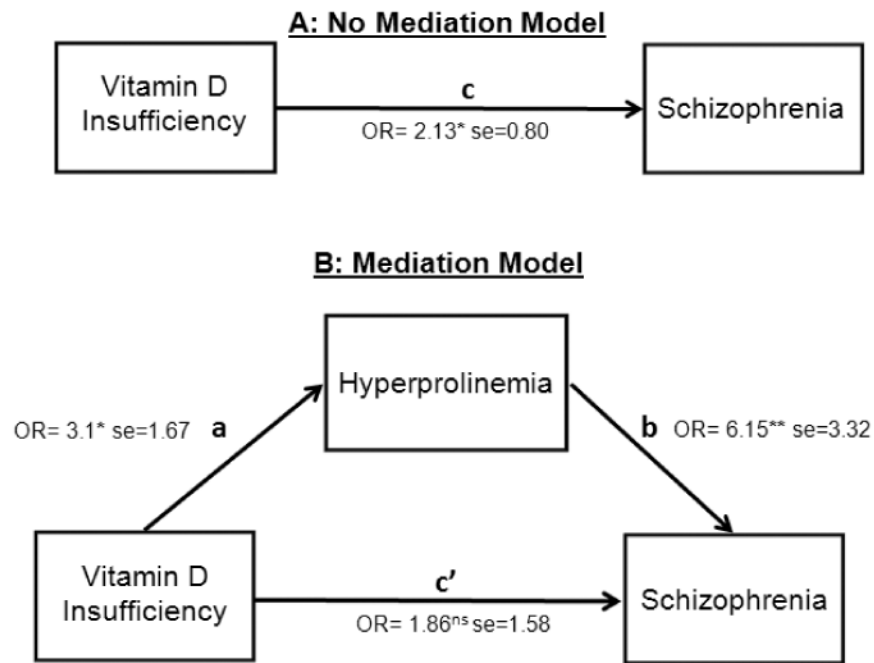 A: No Mediation Model
Vitamin D
Insufficiency
c
OR= 2.13* se=0.80
Schizophrenia
B: Mediation Model
Hyperprolinemia
OR= 3.1* se=1.67
a
b
OR= 6.15** se=3.32
Vitamin D
Insufficiency
c’
OR= 1.86ns se=1.58
Schizophrenia